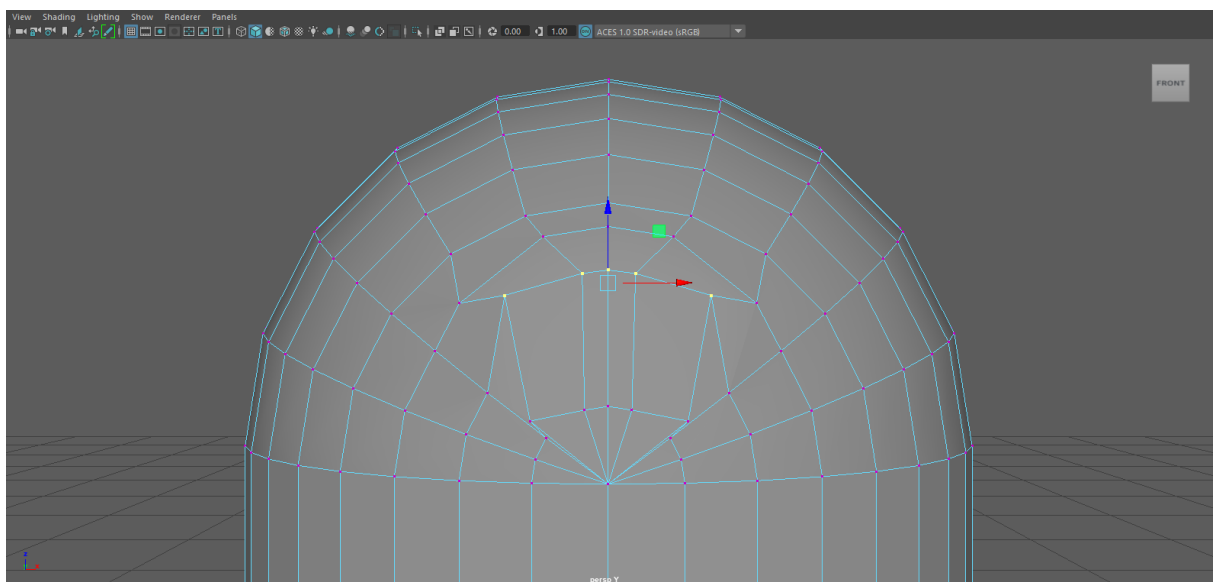 View Shading Lighting Show Renderer Panels
0.00 1.00 ACES 1.0 SDR-video (sRGB)
FRONT
z
x
persp Y